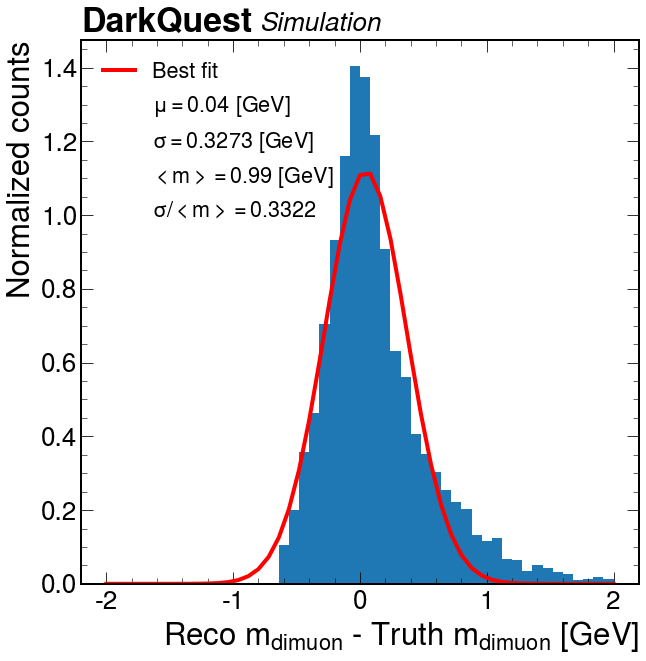 DarkQuest Simulation
Normalized counts
1.4
1.2
1.0
0.8
0.6
0.4
0.2
0.0
Best fit
μ = 0.04 [GeV]
σ = 0.3273 [GeV]
< m > = 0.99 [GeV]
σ/< m > = 0.3322
-2 -1 0 1 2
Reco m_dimuon - Truth m_dimuon [GeV]